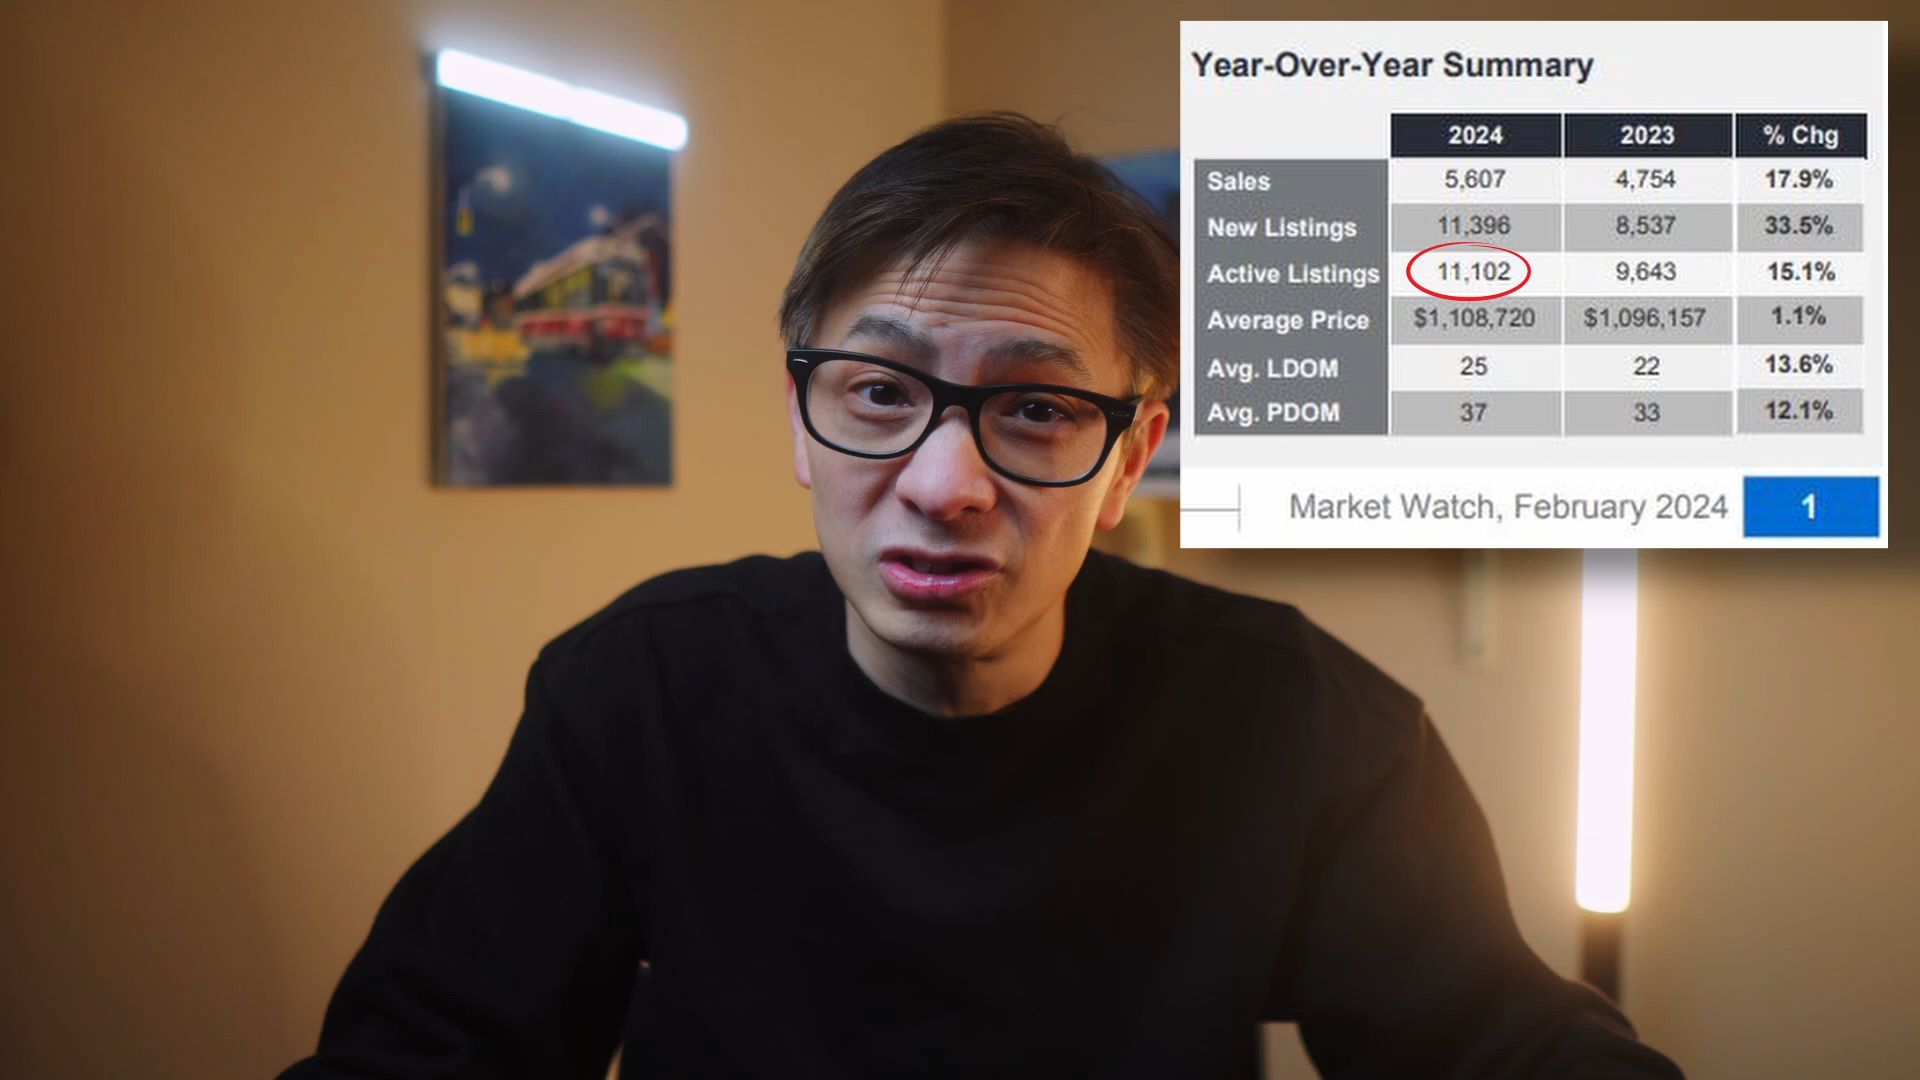 Year-Over-Year Summary
2024 2023 % Chg
Sales 5,607 4,754 17.9%
New Listings 11,396 8,537 33.5%
Active Listings 11,102 9,643 15.1%
Average Price $1,108,720 $1,096,157 1.1%
Avg. LDOM 25 22 13.6%
Avg. PDOM 37 33 12.1%
Market Watch, February 2024 1